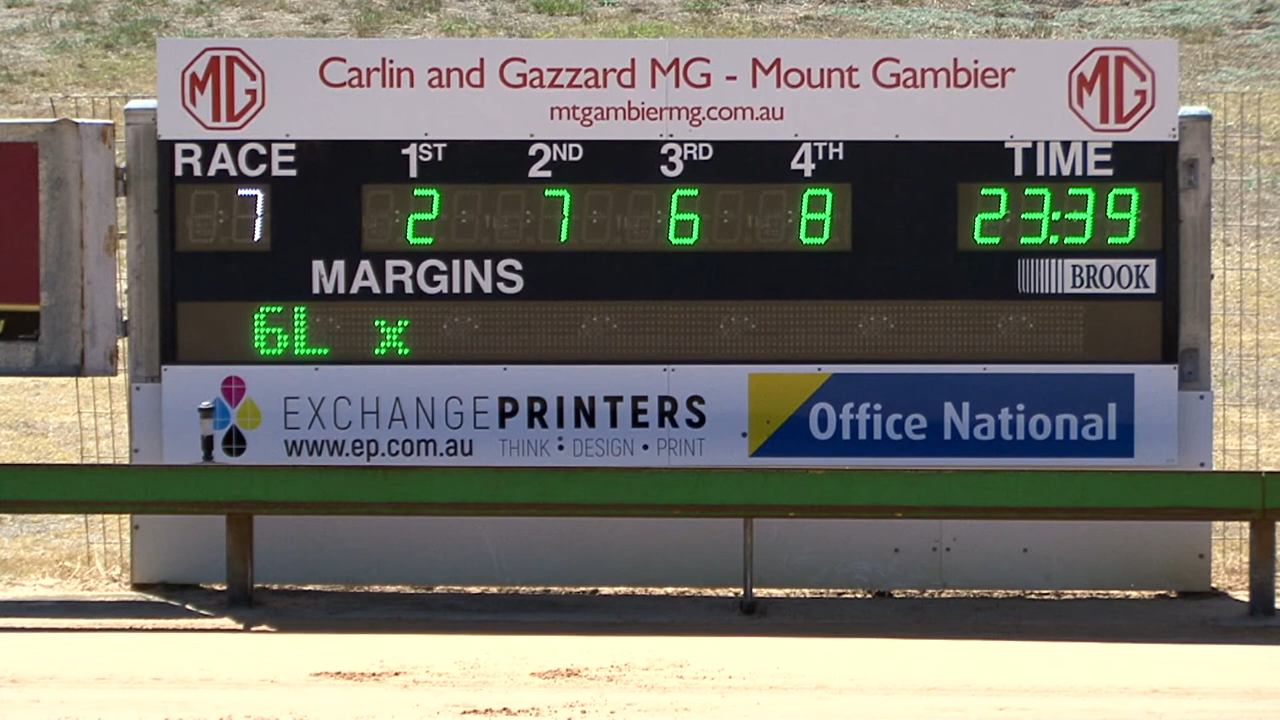 MG Carlin and Gazzard MG - Mount Gambier MG
mtgambiermg.com.au
RACE 1ST 2ND 3RD 4TH TIME
7 2 7 6 8 23:39
MARGINS BROOK
6L x
EXCHANGEPRINTERS Office National
www.ep.com.au THINK : DESIGN • PRINT